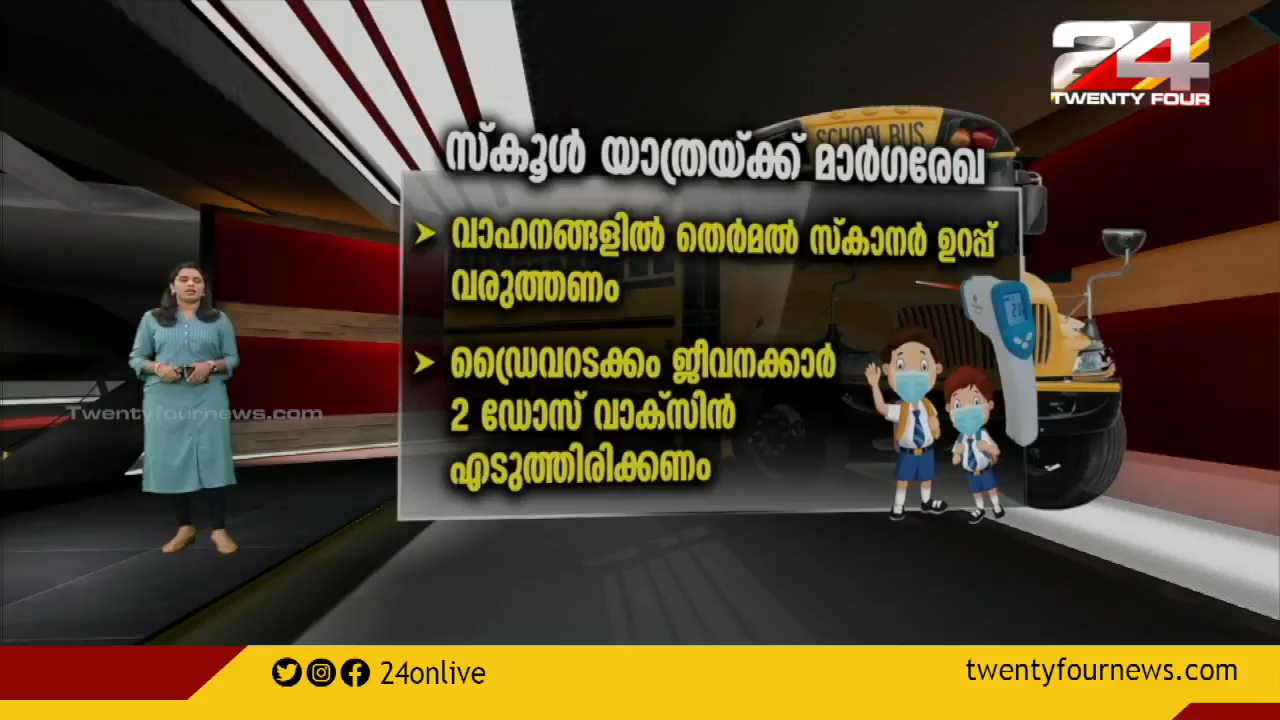 24
TWENTY FOUR
SCHOOL BUS
സ്കൂൾ യാത്രയ്ക്ക് മാർഗരേഖ
➤ വാഹനങ്ങളിൽ തെർമൽ സ്കാനർ ഉറപ്പ്
വരുത്തണം
➤ ഡ്രൈവറടക്കം ജീവനക്കാർ
2 ഡോസ് വാക്സിൻ
എടുത്തിരിക്കണം
Twentyfournews.com
24onlive
twentyfournews.com